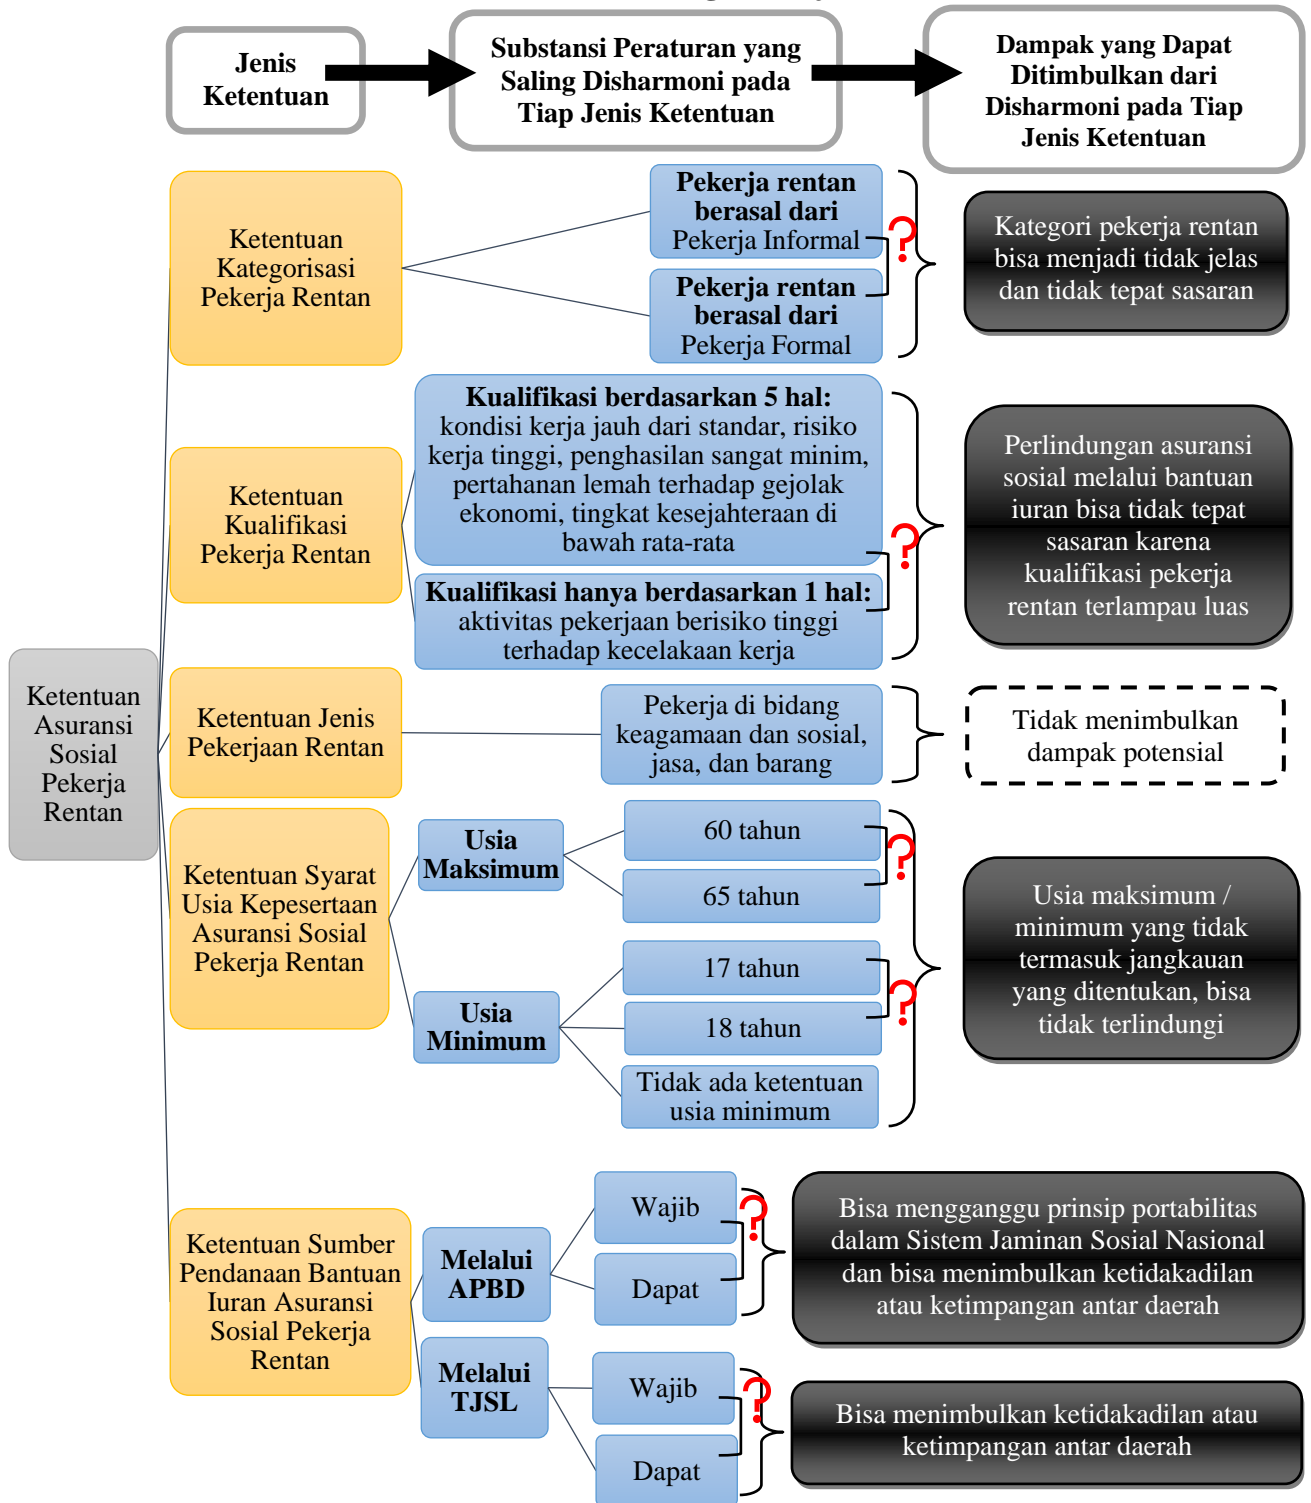 Jenis
Ketentuan
Substansi Peraturan yang
Saling Disharmoni pada
Tiap Jenis Ketentuan
Dampak yang Dapat
Ditimbulkan dari
Disharmoni pada Tiap
Jenis Ketentuan
Ketentuan
Asuransi
Sosial
Pekerja
Rentan
Ketentuan
Kategorisasi
Pekerja Rentan
Pekerja rentan
berasal dari
Pekerja Informal
Pekerja rentan
berasal dari
Pekerja Formal
?
Kategori pekerja rentan
bisa menjadi tidak jelas
dan tidak tepat sasaran
Ketentuan
Kualifikasi
Pekerja Rentan
Kualifikasi berdasarkan 5 hal:
kondisi kerja jauh dari standar, risiko
kerja tinggi, penghasilan sangat minim,
pertahanan lemah terhadap gejolak
ekonomi, tingkat kesejahteraan di
bawah rata-rata
Kualifikasi hanya berdasarkan 1 hal:
aktivitas pekerjaan berisiko tinggi
terhadap kecelakaan kerja
?
Perlindungan asuransi
sosial melalui bantuan
iuran bisa tidak tepat
sasaran karena
kualifikasi pekerja
rentan terlampau luas
Ketentuan Jenis
Pekerjaan Rentan
Pekerja di bidang
keagamaan dan sosial,
jasa, dan barang
Tidak menimbulkan
dampak potensial
Ketentuan Syarat
Usia Kepesertaan
Asuransi Sosial
Pekerja Rentan
Usia
Maksimum
60 tahun
65 tahun
?
Usia
Minimum
17 tahun
18 tahun
Tidak ada ketentuan
usia minimum
?
Usia maksimum /
minimum yang tidak
termasuk jangkauan
yang ditentukan, bisa
tidak terlindungi
Ketentuan Sumber
Pendanaan Bantuan
Iuran Asuransi
Sosial Pekerja
Rentan
Melalui
APBD
Wajib
Dapat
?
Bisa mengganggu prinsip portabilitas
dalam Sistem Jaminan Sosial Nasional
dan bisa menimbulkan ketidakadilan
atau ketimpangan antar daerah
Melalui
TJSL
Wajib
Dapat
?
Bisa menimbulkan ketidakadilan atau
ketimpangan antar daerah